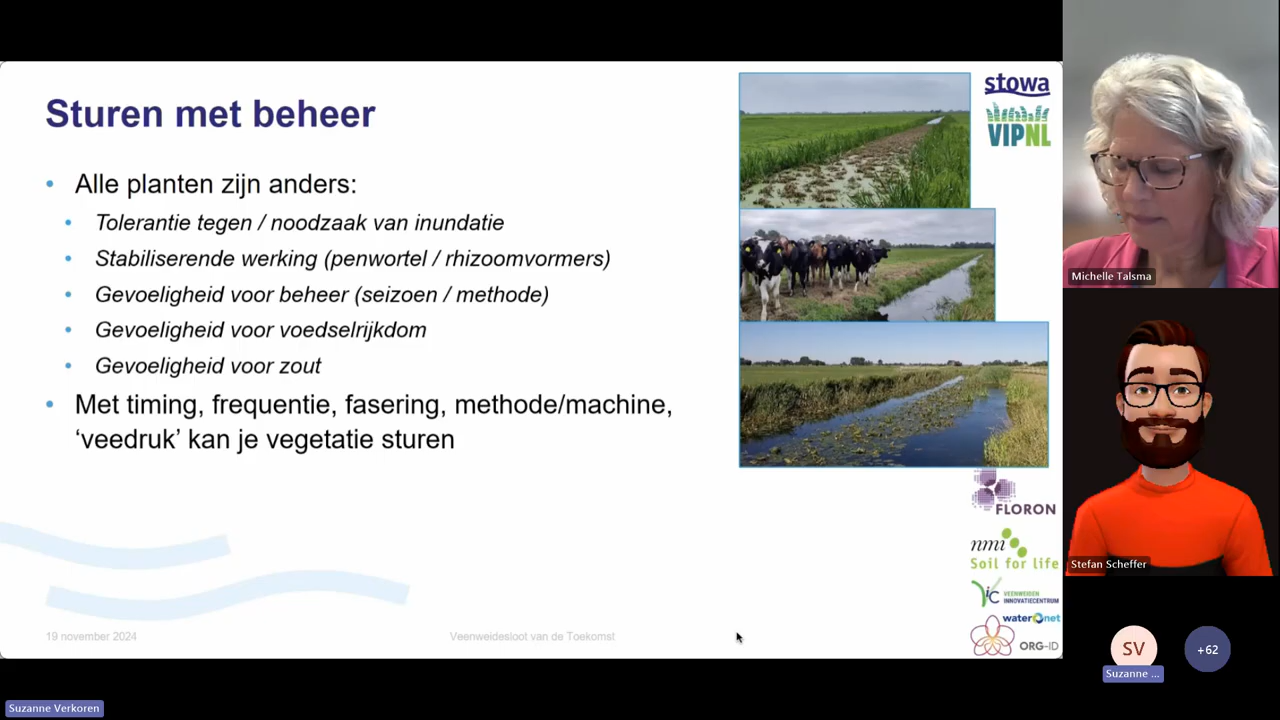 Sturen met beheer
Alle planten zijn anders:
Tolerantie tegen / noodzaak van inundatie
Stabiliserende werking (penwortel / rhizoomvormers)
Gevoeligheid voor beheer (seizoen / methode)
Gevoeligheid voor voedselrijkdom
Gevoeligheid voor zout
Met timing, frequentie, fasering, methode/machine,
‘veedruk’ kan je vegetatie sturen
19 november 2024
Veenweidesloot van de Toekomst
stowa
VIPNL
FLORON
nmi
Soil for life
VIC VEENWEIDEN
INNOVATIECENTRUM
waternet
ORG-ID
Michelle Talsma
Stefan Scheffer
SV
Suzanne ...
+62
Suzanne Verkoren